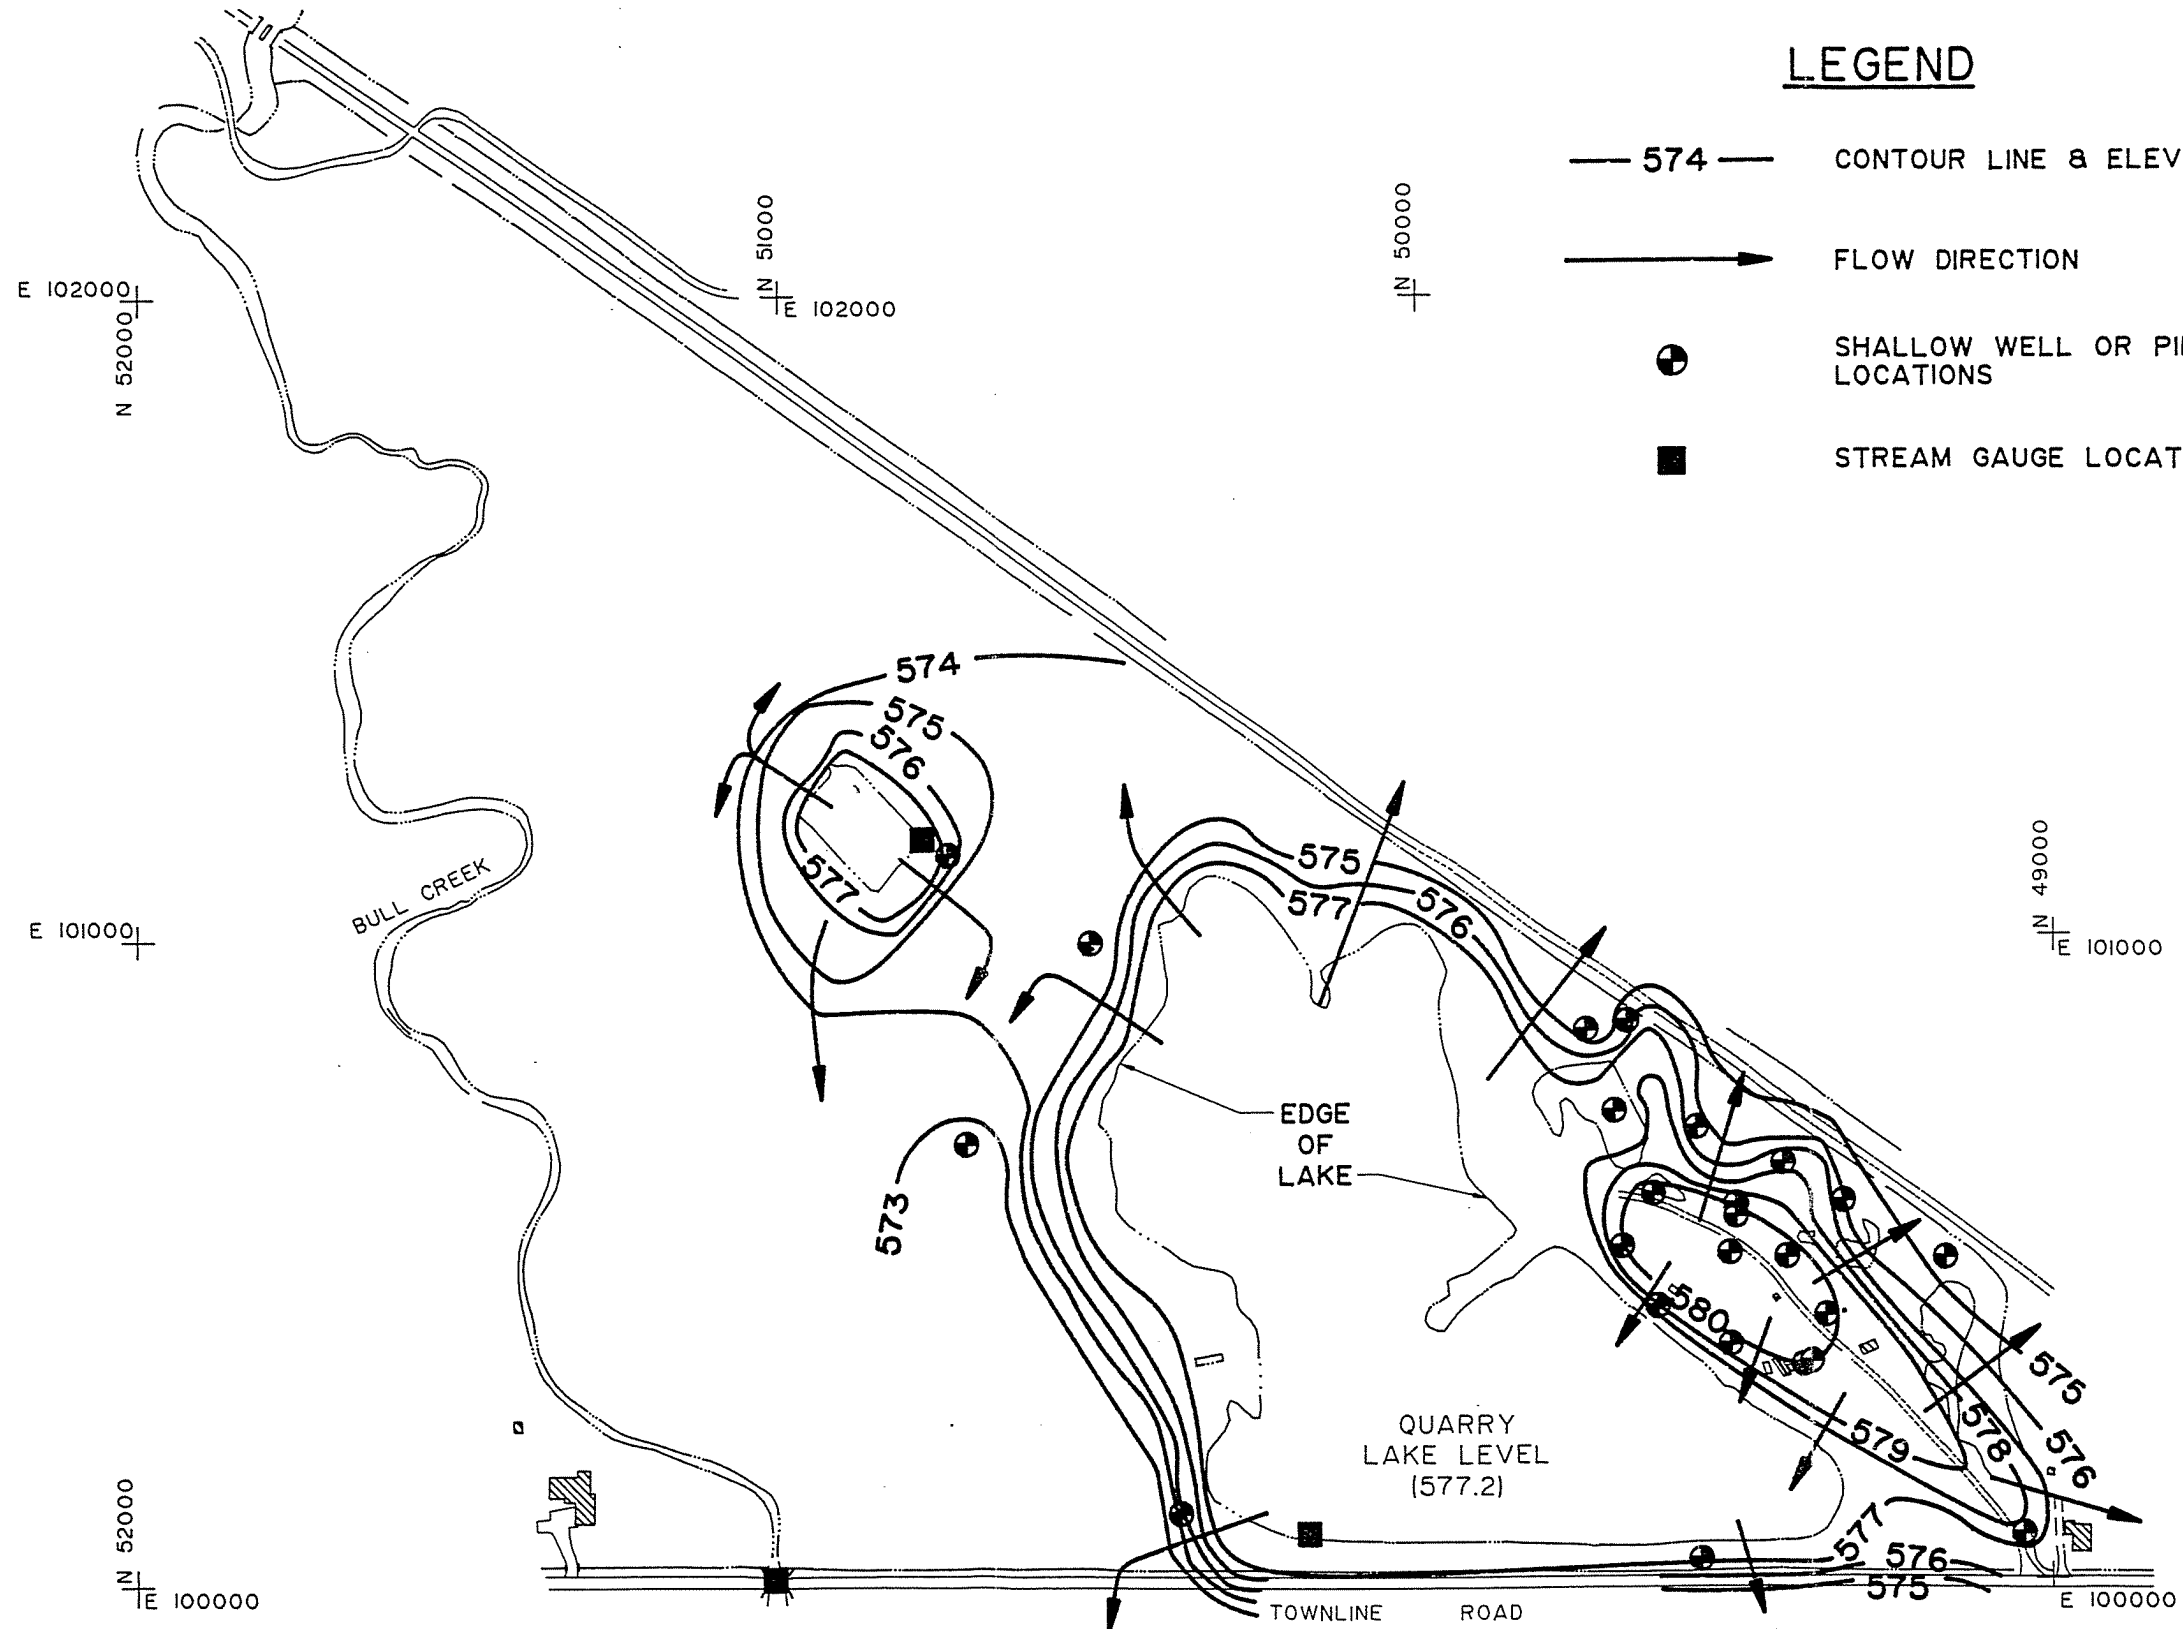 LEGEND
574
CONTOUR LINE & ELEV
FLOW DIRECTION
SHALLOW WELL OR
LOCATIONS
STREAM GAUGE
N 51000
E 102000
N 50000
E 102000
N 52000
574
575
576
577
575
577
576
BULL CREEK
E 101000
N 49000
E 101000
EDGE
OF
LAKE
573
580
575
578
579
576
QUARRY
LAKE LEVEL
(577.2)
577
576
575
N 52000
E 100000
TOWNLINE ROAD
E 100000